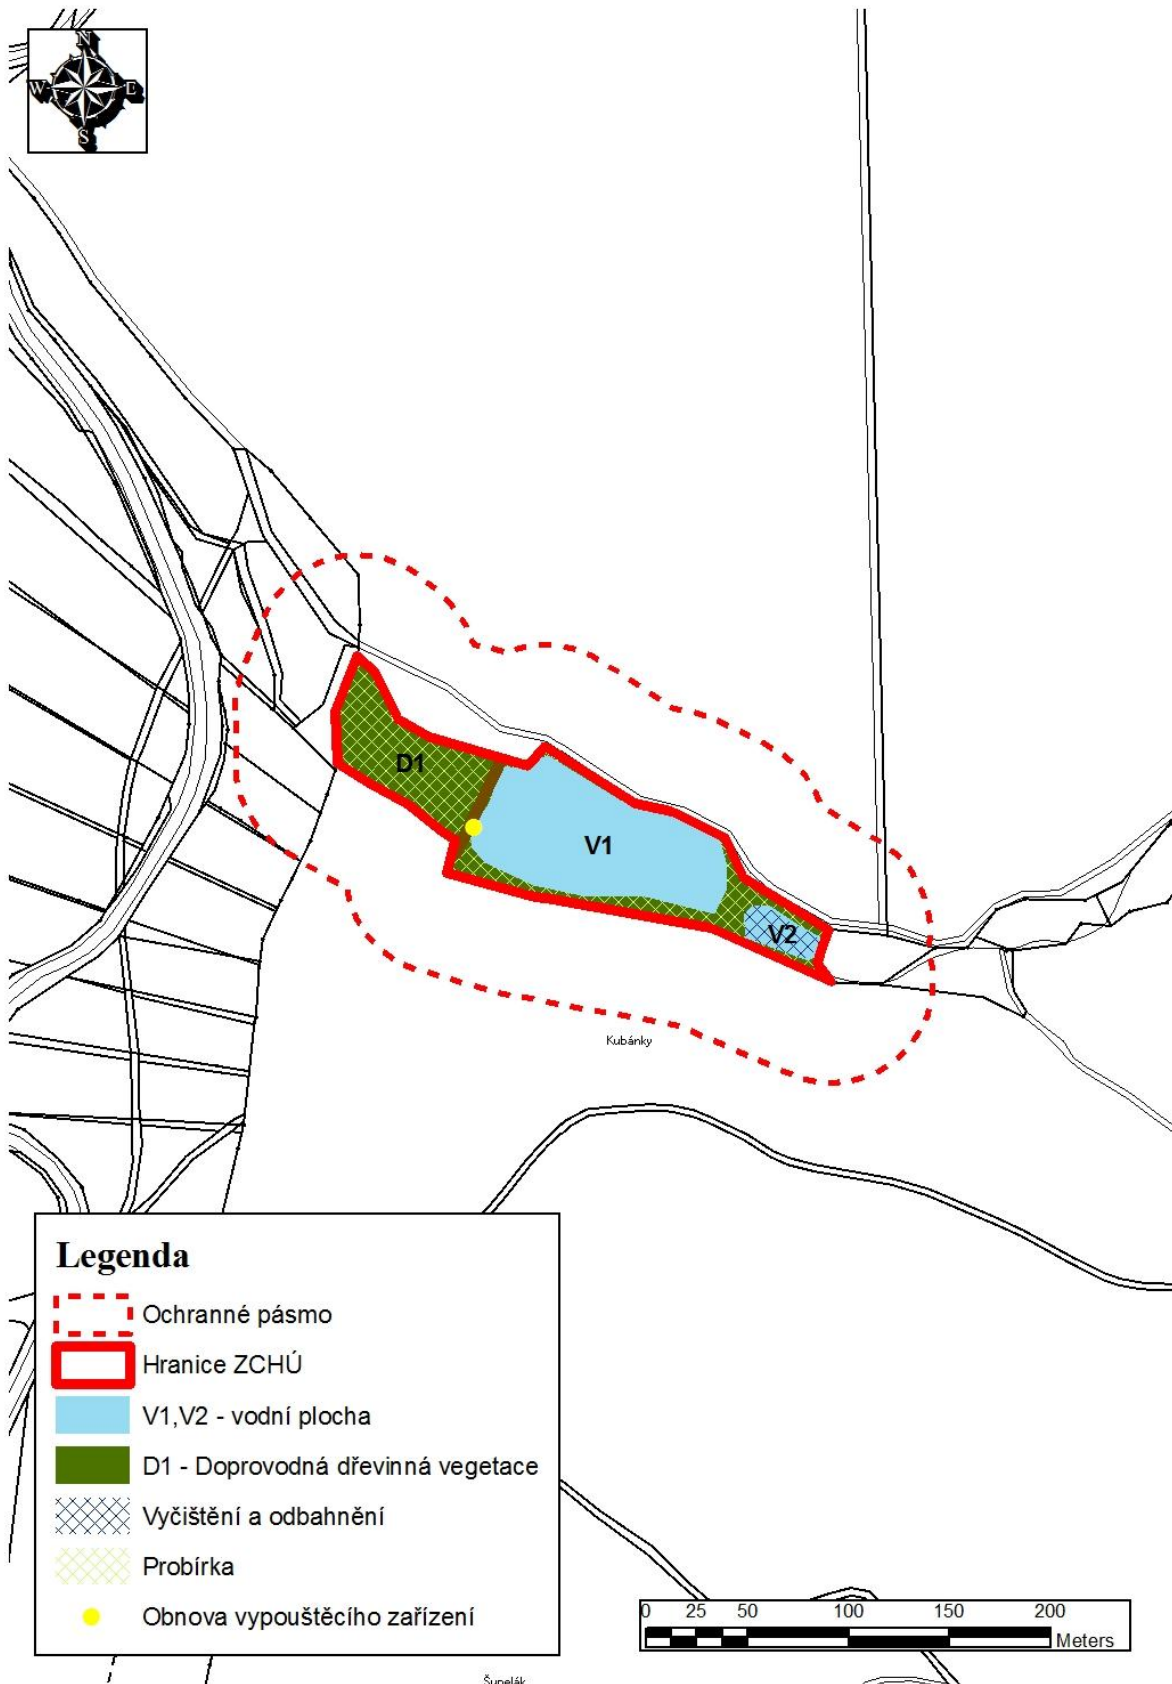 N
W E
S
D1
V1
V2
Kubánky
Legenda
Ochranné pásmo
Hranice ZCHÚ
V1,V2 - vodní plocha
D1 - Doprovodná dřevinná vegetace
Vyčištění a odbahnění
Probírka
Obnova vypouštěcího zařízení
0 25 50 100 150 200
Meters
Šupelák